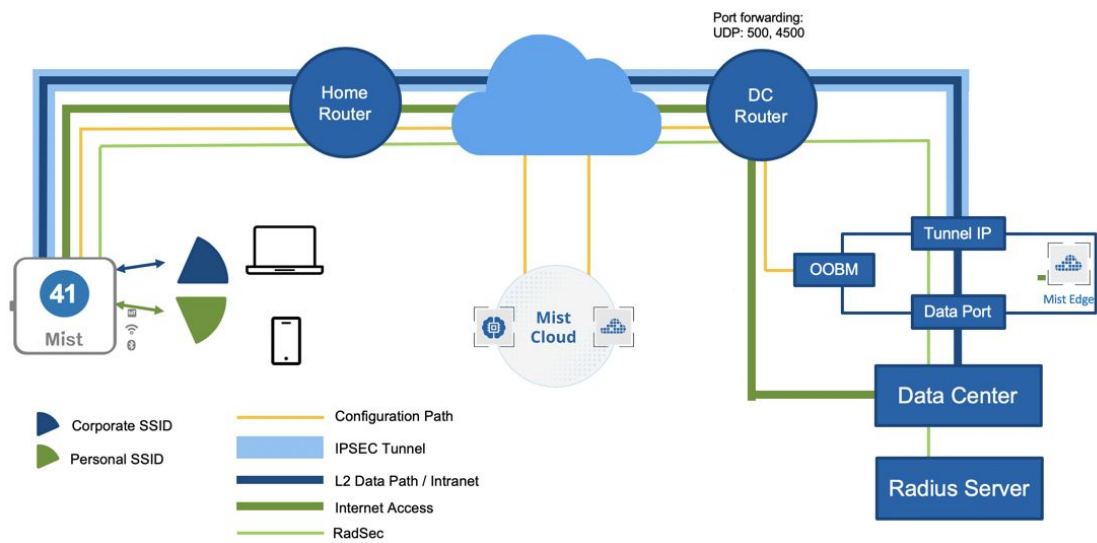 Port forwarding:
UDP: 500, 4500
Home
Router
DC
Router
Tunnel IP
OOBM
Mist Edge
Data Port
41
Mist
Mist
Cloud
Data Center
Radius Server
Corporate SSID
Personal SSID
Configuration Path
IPSEC Tunnel
L2 Data Path / Intranet
Internet Access
RadSec